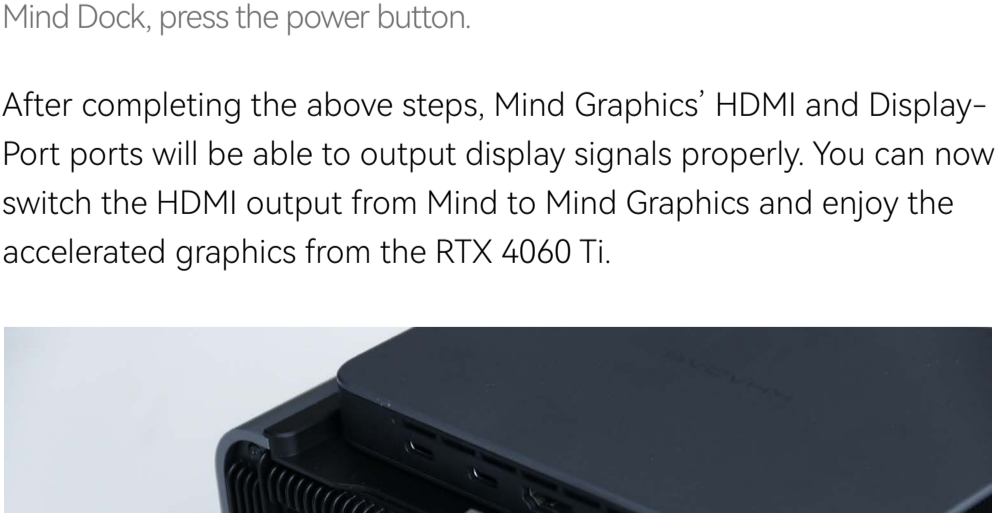 Mind Dock, press the power button.
After completing the above steps, Mind Graphics’ HDMI and Display-
Port ports will be able to output display signals properly. You can now
switch the HDMI output from Mind to Mind Graphics and enjoy the
accelerated graphics from the RTX 4060 Ti.